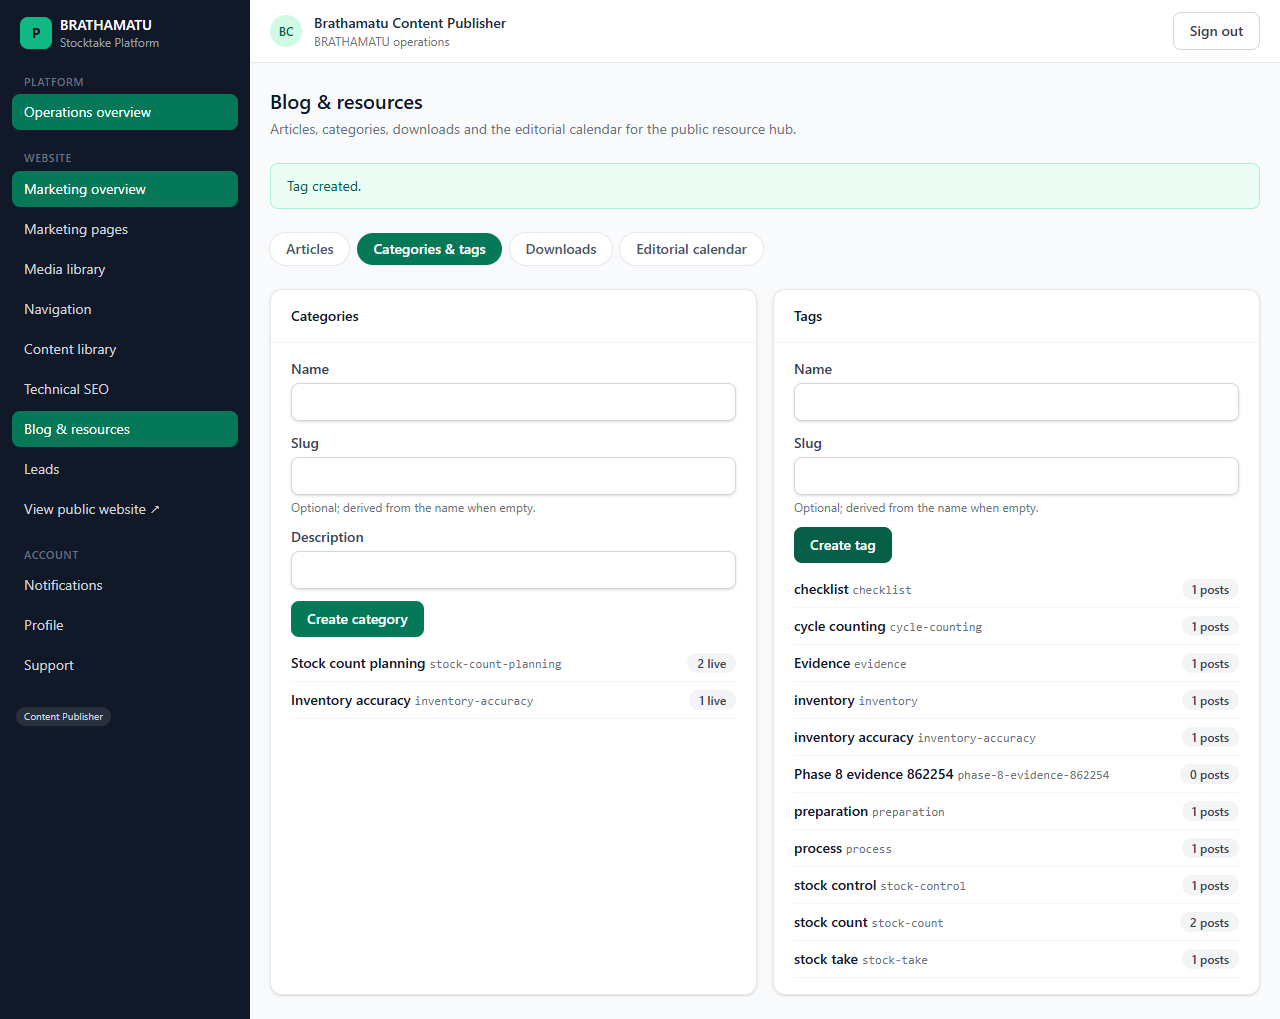 P
BRATHAMATU
Stocktake Platform
PLATFORM
Operations overview
WEBSITE
Marketing overview
Marketing pages
Media library
Navigation
Content library
Technical SEO
Blog & resources
Leads
View public website ↗
ACCOUNT
Notifications
Profile
Support
Content Publisher
BC
Brathamatu Content Publisher
BRATHAMATU operations
Sign out
Blog & resources
Articles, categories, downloads and the editorial calendar for the public resource hub.
Tag created.
Articles
Categories & tags
Downloads
Editorial calendar
Categories
Name
Slug
Optional; derived from the name when empty.
Description
Create category
Stock count planning stock-count-planning 2 live
Inventory accuracy inventory-accuracy 1 live
Tags
Name
Slug
Optional; derived from the name when empty.
Create tag
checklist checklist 1 posts
cycle counting cycle-counting 1 posts
Evidence evidence 1 posts
inventory inventory 1 posts
inventory accuracy inventory-accuracy 1 posts
Phase 8 evidence 862254 phase-8-evidence-862254 0 posts
preparation preparation 1 posts
process process 1 posts
stock control stock-control 1 posts
stock count stock-count 2 posts
stock take stock-take 1 posts